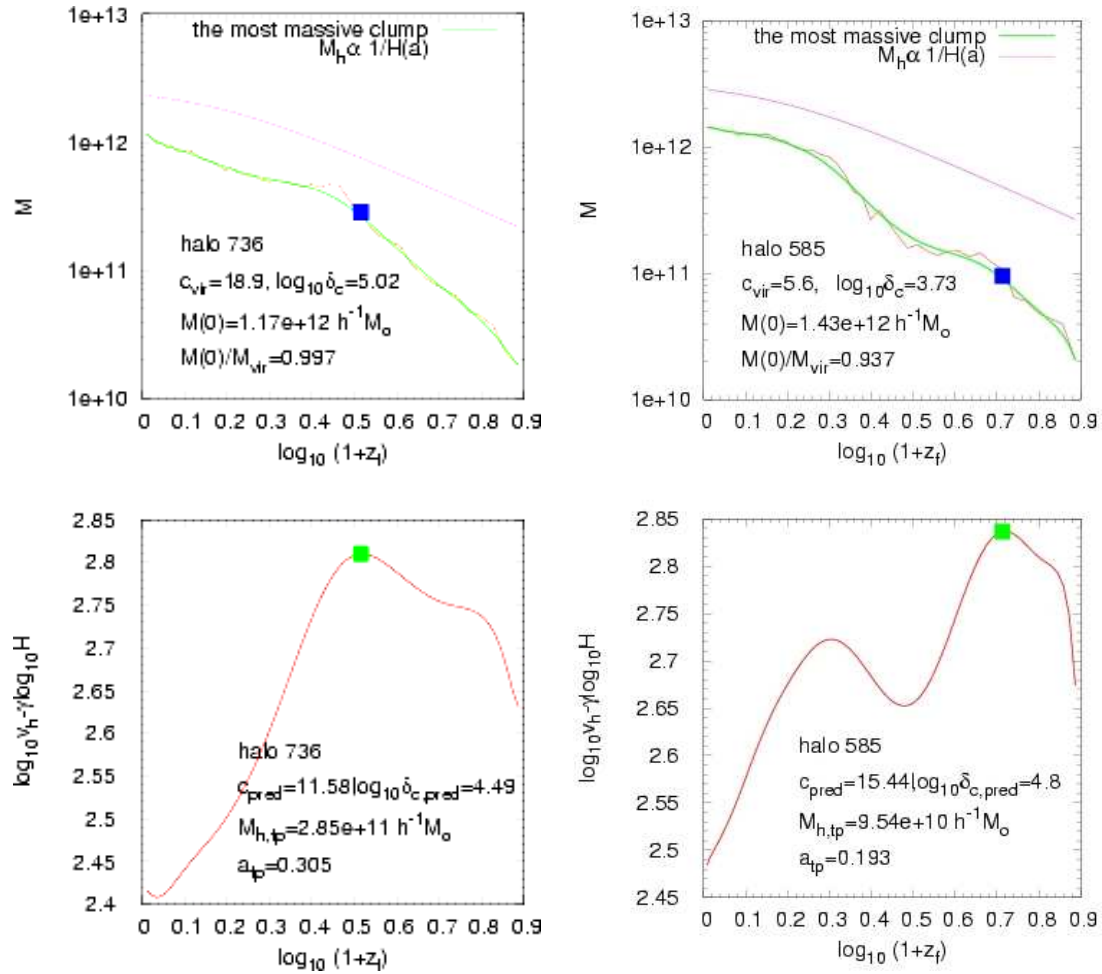 1e+13
the most massive clump
M_h α 1/H(a)
1e+12
M
1e+11
1e+10
halo 736
c_vir=18.9, log_10 δ_c=5.02
M(0)=1.17e+12 h^-1 M_o
M(0)/M_vir=0.997
0 0.1 0.2 0.3 0.4 0.5 0.6 0.7 0.8 0.9
log_10 (1+z_f)
1e+13
the most massive clump
M_h α 1/H(a)
1e+12
M
1e+11
1e+10
halo 585
c_vir=5.6, log_10 δ_c=3.73
M(0)=1.43e+12 h^-1 M_o
M(0)/M_vir=0.937
0 0.1 0.2 0.3 0.4 0.5 0.6 0.7 0.8 0.9
log_10 (1+z_f)
2.85
2.8
2.75
2.7
2.65
2.6
2.55
2.5
2.45
2.4
log_10 v_h-γlog_10 H
halo 736
c_pred=11.58 log_10 δ_c,pred=4.49
M_h,tp=2.85e+11 h^-1 M_o
a_tp=0.305
0 0.1 0.2 0.3 0.4 0.5 0.6 0.7 0.8 0.9
log_10 (1+z_f)
2.85
2.8
2.75
2.7
2.65
2.6
2.55
2.5
2.45
log_10 v_h-γlog_10 H
halo 585
c_pred=15.44 log_10 δ_c,pred=4.8
M_h,tp=9.54e+10 h^-1 M_o
a_tp=0.193
0 0.1 0.2 0.3 0.4 0.5 0.6 0.7 0.8 0.9
log_10 (1+z_f)